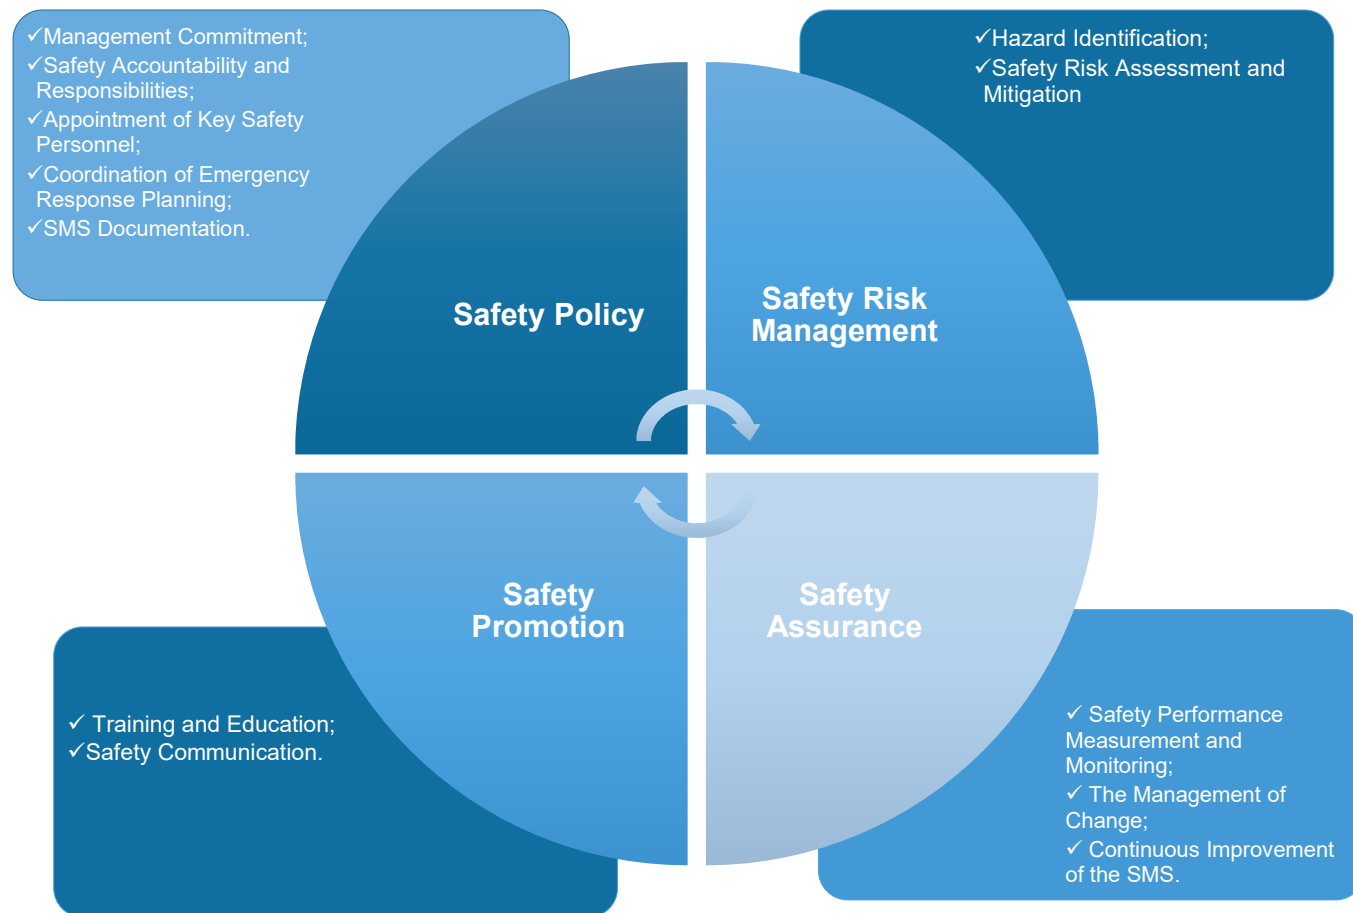 ✓Management Commitment;
✓Safety Accountability and
Responsibilities;
✓Appointment of Key Safety
Personnel;
✓Coordination of Emergency
Response Planning;
✓SMS Documentation.
✓Hazard Identification;
✓Safety Risk Assessment and
Mitigation
Safety Policy
Safety Risk
Management
Safety
Promotion
Safety
Assurance
✓ Training and Education;
✓Safety Communication.
✓ Safety Performance
Measurement and
Monitoring;
✓ The Management of
Change;
✓ Continuous Improvement
of the SMS.